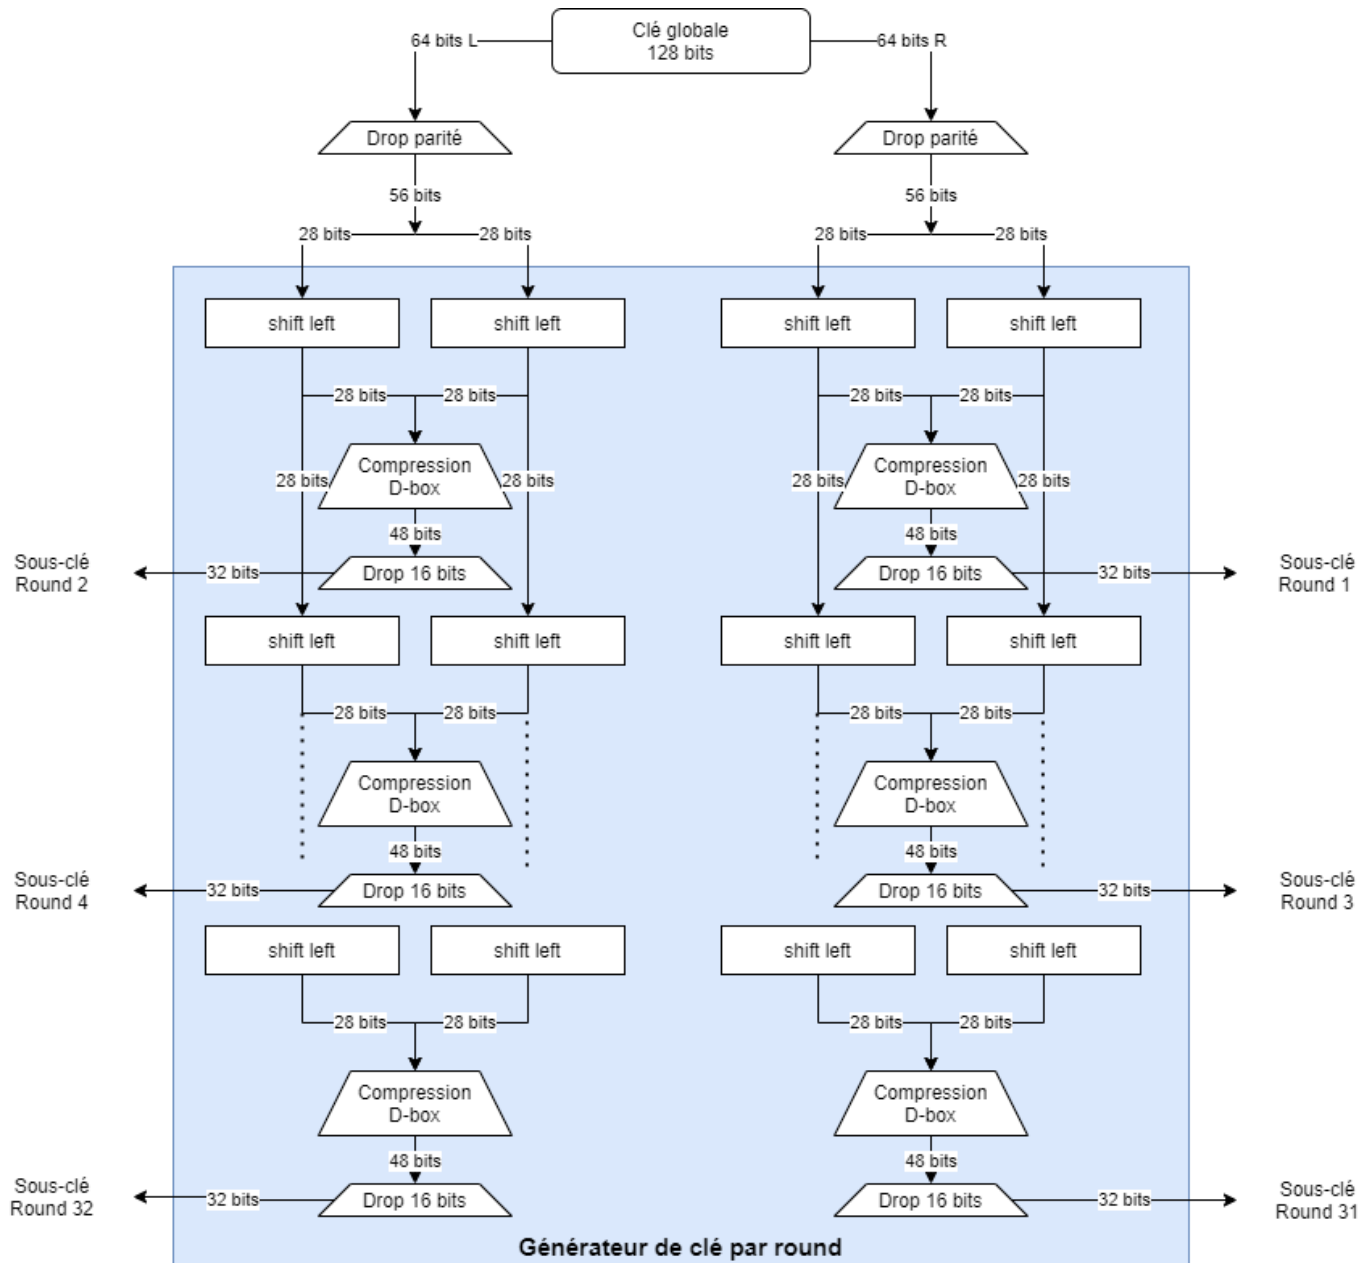 Clé globale
128 bits
64 bits L
64 bits R
Drop parité
Drop parité
56 bits
56 bits
28 bits
28 bits
28 bits
28 bits
shift left
shift left
shift left
shift left
28 bits
28 bits
28 bits
28 bits
Compression
D-box
Compression
D-box
28 bits
28 bits
28 bits
28 bits
48 bits
48 bits
Sous-clé
Round 2
32 bits
Drop 16 bits
Drop 16 bits
32 bits
Sous-clé
Round 1
shift left
shift left
shift left
shift left
28 bits
28 bits
28 bits
28 bits
Compression
D-box
Compression
D-box
48 bits
48 bits
Sous-clé
Round 4
32 bits
Drop 16 bits
Drop 16 bits
32 bits
Sous-clé
Round 3
shift left
shift left
shift left
shift left
28 bits
28 bits
28 bits
28 bits
Compression
D-box
Compression
D-box
48 bits
48 bits
Sous-clé
Round 32
32 bits
Drop 16 bits
Drop 16 bits
32 bits
Sous-clé
Round 31
Générateur de clé par round